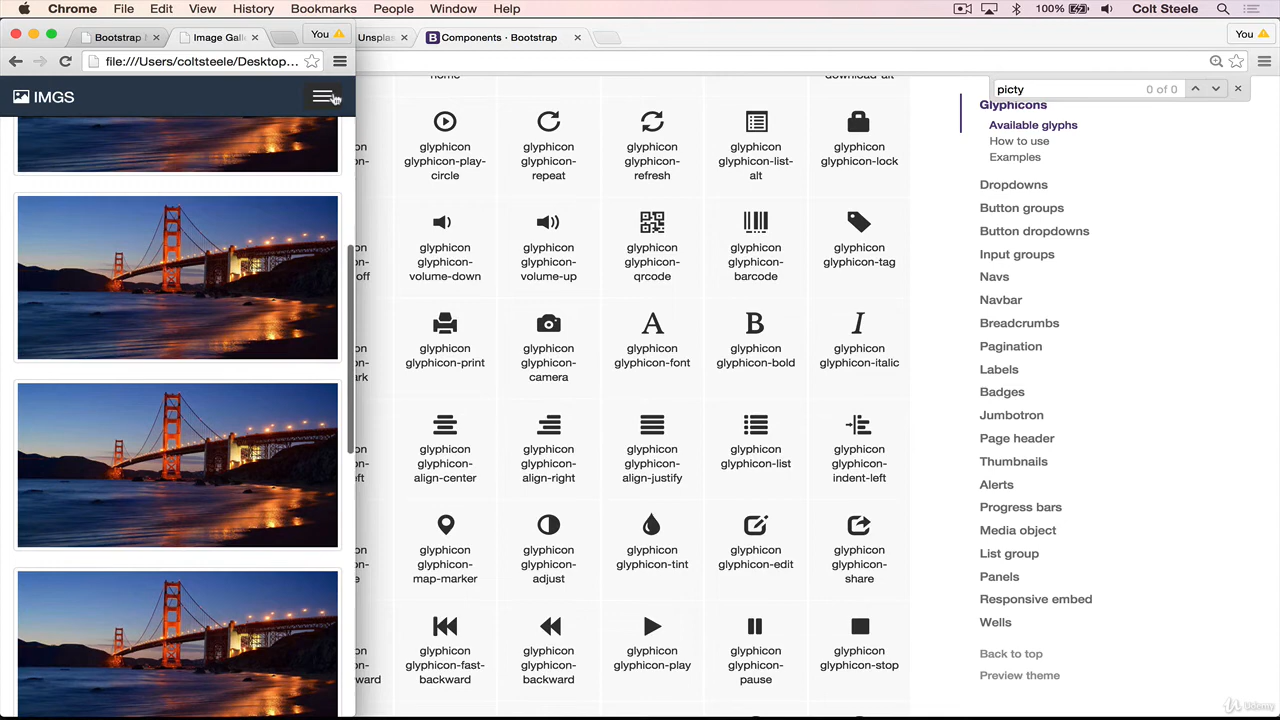 Chrome File Edit View History Bookmarks People Window Help 100% Colt Steele
Bootstrap Image Gall You Unspla Components · Bootstrap You
file:///Users/coltsteele/Desktop...
picty 0 of 0
IMGS
home download-alt
glyphicon glyphicon-play-circle
glyphicon glyphicon-repeat
glyphicon glyphicon-refresh
glyphicon glyphicon-list-alt
glyphicon glyphicon-lock
off
glyphicon glyphicon-volume-down
glyphicon glyphicon-volume-up
glyphicon glyphicon-qrcode
glyphicon glyphicon-barcode
glyphicon glyphicon-tag
ark
glyphicon glyphicon-print
glyphicon glyphicon-camera
glyphicon glyphicon-font
glyphicon glyphicon-bold
glyphicon glyphicon-italic
glyphicon glyphicon-align-center
glyphicon glyphicon-align-right
glyphicon glyphicon-align-justify
glyphicon glyphicon-list
glyphicon glyphicon-indent-left
glyphicon glyphicon-map-marker
glyphicon glyphicon-adjust
glyphicon glyphicon-tint
glyphicon glyphicon-edit
glyphicon glyphicon-share
ward
glyphicon glyphicon-fast-backward
glyphicon glyphicon-backward
glyphicon glyphicon-play
glyphicon glyphicon-pause
glyphicon glyphicon-stop
Glyphicons
Available glyphs
How to use
Examples
Dropdowns
Button groups
Button dropdowns
Input groups
Navs
Navbar
Breadcrumbs
Pagination
Labels
Badges
Jumbotron
Page header
Thumbnails
Alerts
Progress bars
Media object
List group
Panels
Responsive embed
Wells
Back to top
Preview theme
Udemy